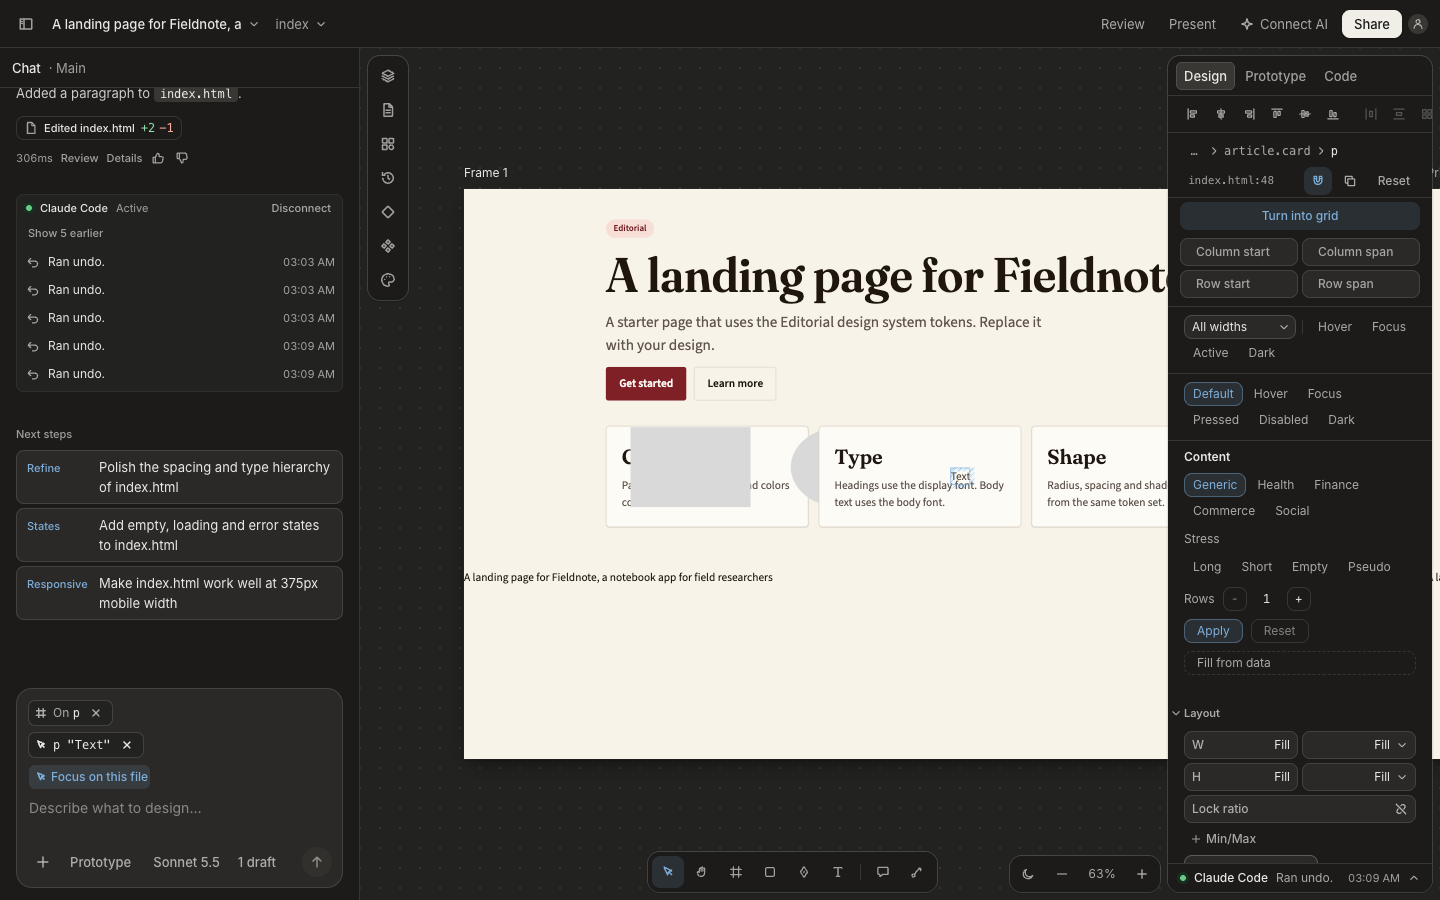 A landing page for Fieldnote, a
index
Review
Present
Connect AI
Share
Chat · Main
Added a paragraph to index.html.
Edited index.html +2 −1
306ms Review Details
Claude Code Active Disconnect
Show 5 earlier
Ran undo. 03:03 AM
Ran undo. 03:03 AM
Ran undo. 03:03 AM
Ran undo. 03:09 AM
Ran undo. 03:09 AM
Next steps
Refine Polish the spacing and type hierarchy
of index.html
States Add empty, loading and error states
to index.html
Responsive Make index.html work well at 375px
mobile width
On p
p "Text"
Focus on this file
Describe what to design...
Prototype Sonnet 5.5 1 draft
Frame 1
Editorial
A landing page for Fieldnot
A starter page that uses the Editorial design system tokens. Replace it
with your design.
Get started Learn more
Type
Text
Headings use the display font. Body
text uses the body font.
Shape
Radius, spacing and shad
from the same token set.
colors
A landing page for Fieldnote, a notebook app for field researchers
63%
Design Prototype Code
… > article.card > p
index.html:48 Reset
Turn into grid
Column start Column span
Row start Row span
All widths Hover Focus
Active Dark
Default Hover Focus
Pressed Disabled Dark
Content
Generic Health Finance
Commerce Social
Stress
Long Short Empty Pseudo
Rows - 1 +
Apply Reset
Fill from data
Layout
W Fill Fill
H Fill Fill
Lock ratio
+ Min/Max
Claude Code Ran undo. 03:09 AM